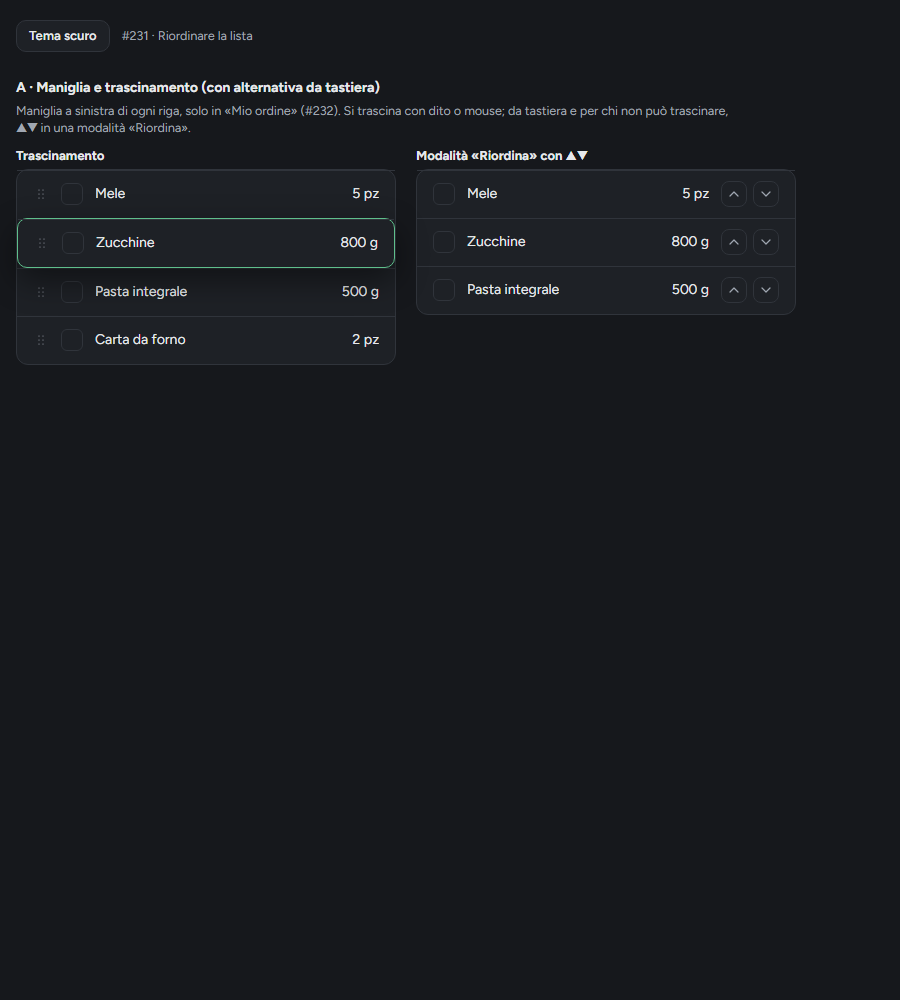 Tema scuro #231 · Riordinare la lista
A · Maniglia e trascinamento (con alternativa da tastiera)
Maniglia a sinistra di ogni riga, solo in «Mio ordine» (#232). Si trascina con dito o mouse; da tastiera e per chi non può trascinare,
▲▼ in una modalità «Riordina».
Trascinamento
Mele 5 pz
Zucchine 800 g
Pasta integrale 500 g
Carta da forno 2 pz
Modalità «Riordina» con ▲▼
Mele 5 pz
Zucchine 800 g
Pasta integrale 500 g